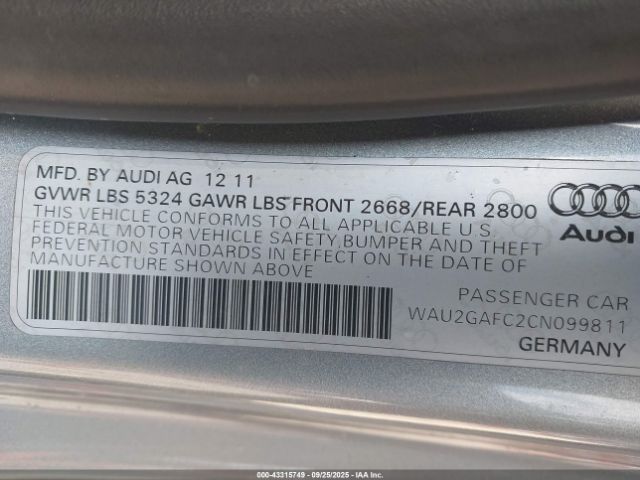 MFD. BY AUDI AG 12 11
GVWR LBS 5324 GAWR LBS FRONT 2668/REAR 2800
THIS VEHICLE CONFORMS TO ALL APPLICABLE U.S.
FEDERAL MOTOR VEHICLE SAFETY, BUMPER AND THEFT
PREVENTION STANDARDS IN EFFECT ON THE DATE OF
MANUFACTURE SHOWN ABOVE
Audi
PASSENGER CAR
WAU2GAFC2CN099811
GERMANY
000-43315749 - 09/25/2025 - IAA Inc.